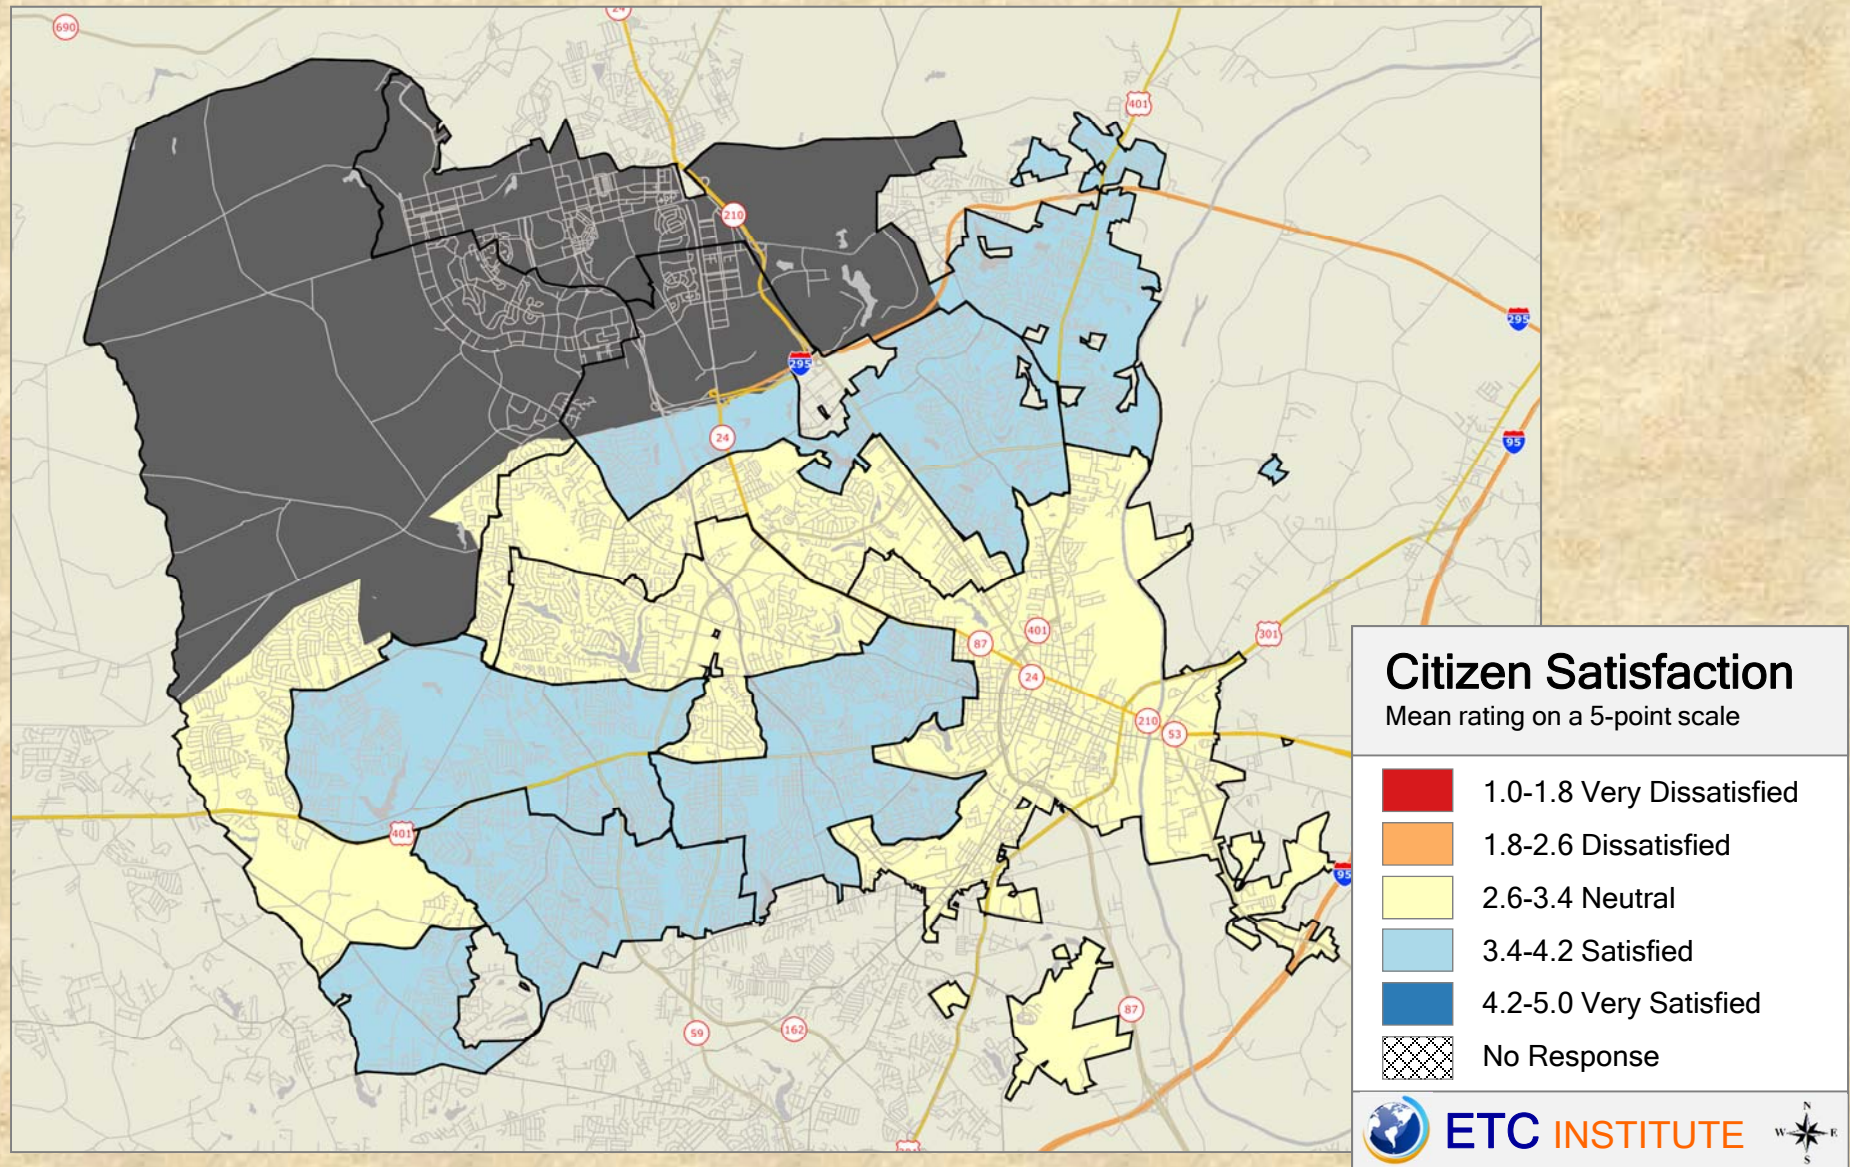 690
24
401
210
295
295
24
95
401
301
87
24
210
53
401
95
87
59
162
Citizen Satisfaction
Mean rating on a 5-point scale
1.0-1.8 Very Dissatisfied
1.8-2.6 Dissatisfied
2.6-3.4 Neutral
3.4-4.2 Satisfied
4.2-5.0 Very Satisfied
No Response
ETC INSTITUTE
N
W E
S